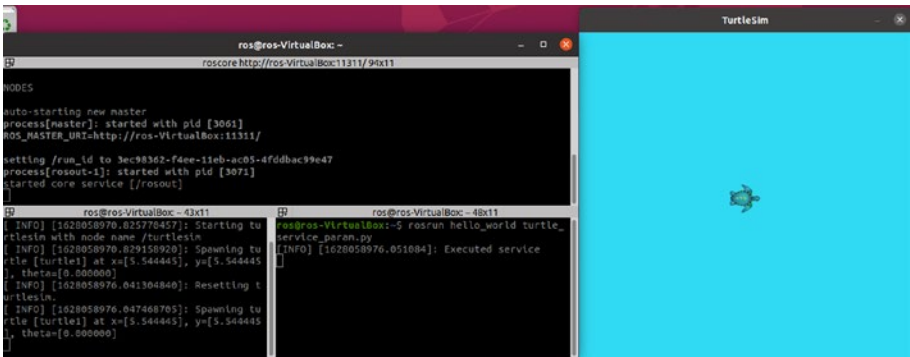 TurtleSim
ros@ros-VirtualBox: ~
roscore http://ros-VirtualBox:11311/ 94x11
NODES
auto-starting new master
process[master]: started with pid [3061]
ROS_MASTER_URI=http://ros-VirtualBox:11311/
setting /run_id to 3ec98362-f4ee-11eb-ac05-4fddbac99e47
process[rosout-1]: started with pid [3071]
started core service [/rosout]
ros@ros-VirtualBox: ~ 43x11
[ INFO] [1628058970.825778457]: Starting tu
rtlesim with node name /turtlesim
[ INFO] [1628058970.829158920]: Spawning tu
rtle [turtle1] at x=[5.544445], y=[5.544445
], theta=[0.000000]
[ INFO] [1628058976.041304840]: Resetting t
urtlesim.
[ INFO] [1628058976.047468705]: Spawning tu
rtle [turtle1] at x=[5.544445], y=[5.544445
], theta=[0.000000]
ros@ros-VirtualBox: ~ 48x11
ros@ros-VirtualBox:~$ rosrun hello_world turtle_
service_param.py
[INFO] [1628058976.051084]: Executed service